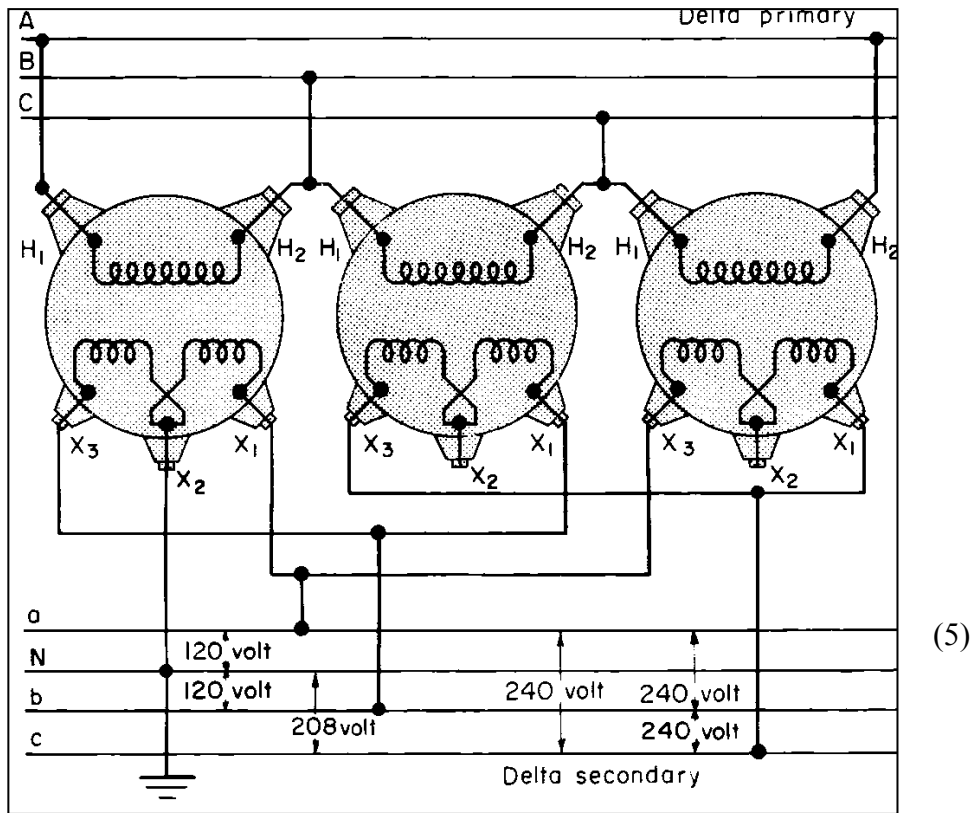 A Delta primary
B
C
H₁ H₂ H₁ H₂ H₁ H₂
X₃ X₁ X₃ X₁ X₃ X₁
X₂ X₂ X₂
a
120 volt
N
120 volt 240 volt 240 volt
b
208 volt 240 volt
c
Delta secondary
(5)